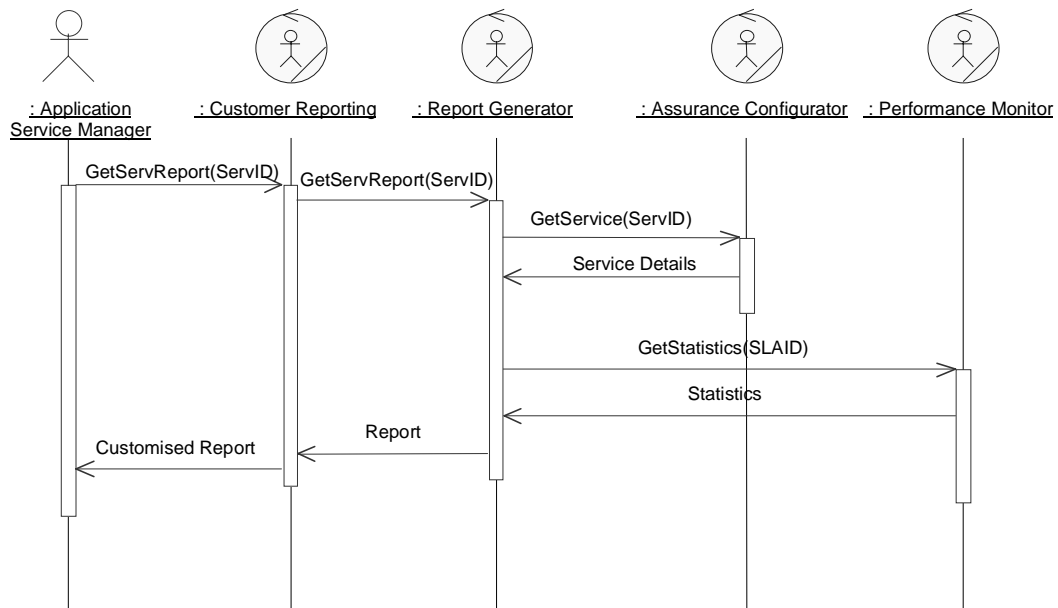 : Application
Service Manager
: Customer Reporting
: Report Generator
: Assurance Configurator
: Performance Monitor
GetServReport(ServID)
GetServReport(ServID)
GetService(ServID)
Service Details
GetStatistics(SLAID)
Statistics
Report
Customised Report